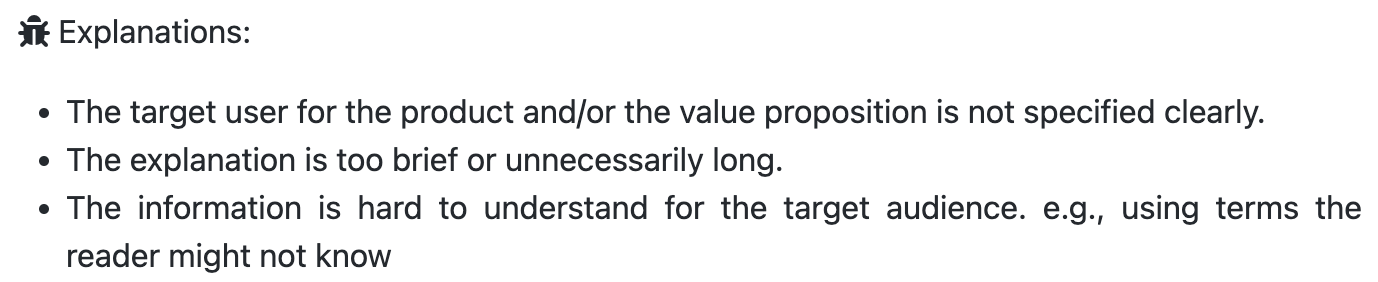 Explanations:
• The target user for the product and/or the value proposition is not specified clearly.
• The explanation is too brief or unnecessarily long.
• The information is hard to understand for the target audience. e.g., using terms the
reader might not know